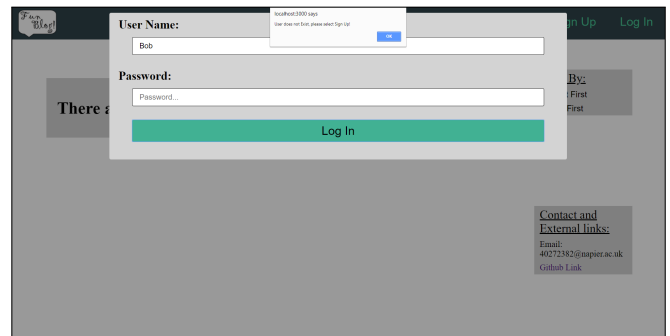 Fun
Blog!
gn Up
Log In
localhost:3000 says
User does not Exist, please select Sign Up!
OK
User Name:
Bob
Password:
Password...
Log In
There a
By:
t First
First
Contact and
External links:
Email:
40272382@napier.ac.uk
Github Link